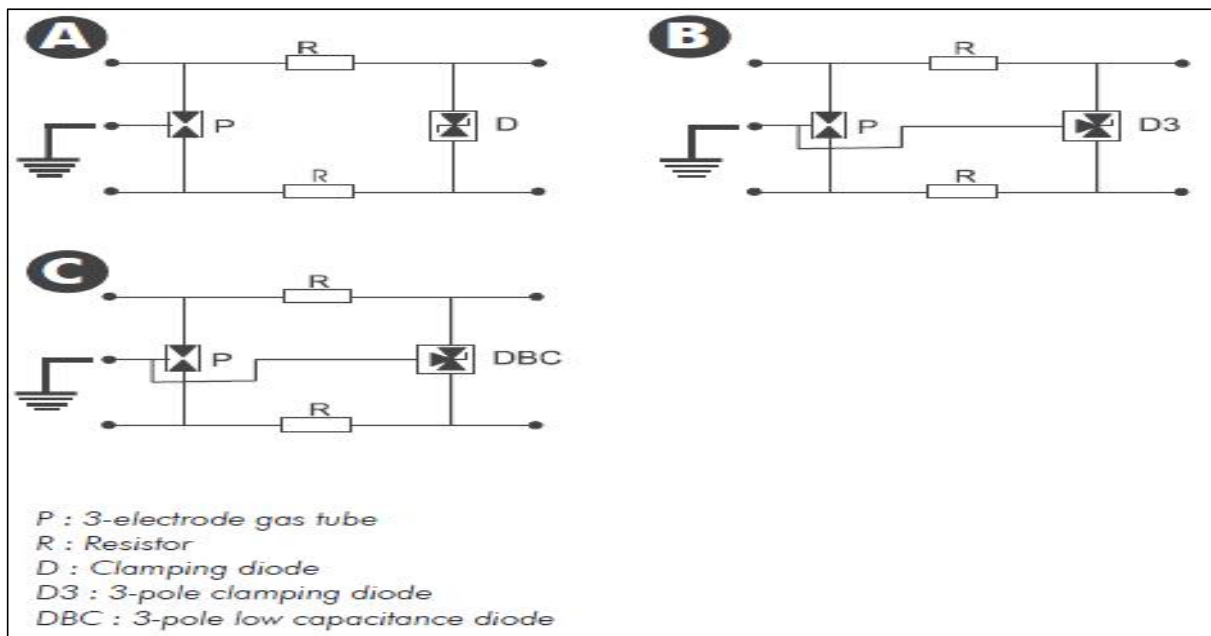 A
R
P
D
R
B
R
P
D3
R
C
R
P
DBC
R
P : 3-electrode gas tube
R : Resistor
D : Clamping diode
D3 : 3-pole clamping diode
DBC : 3-pole low capacitance diode